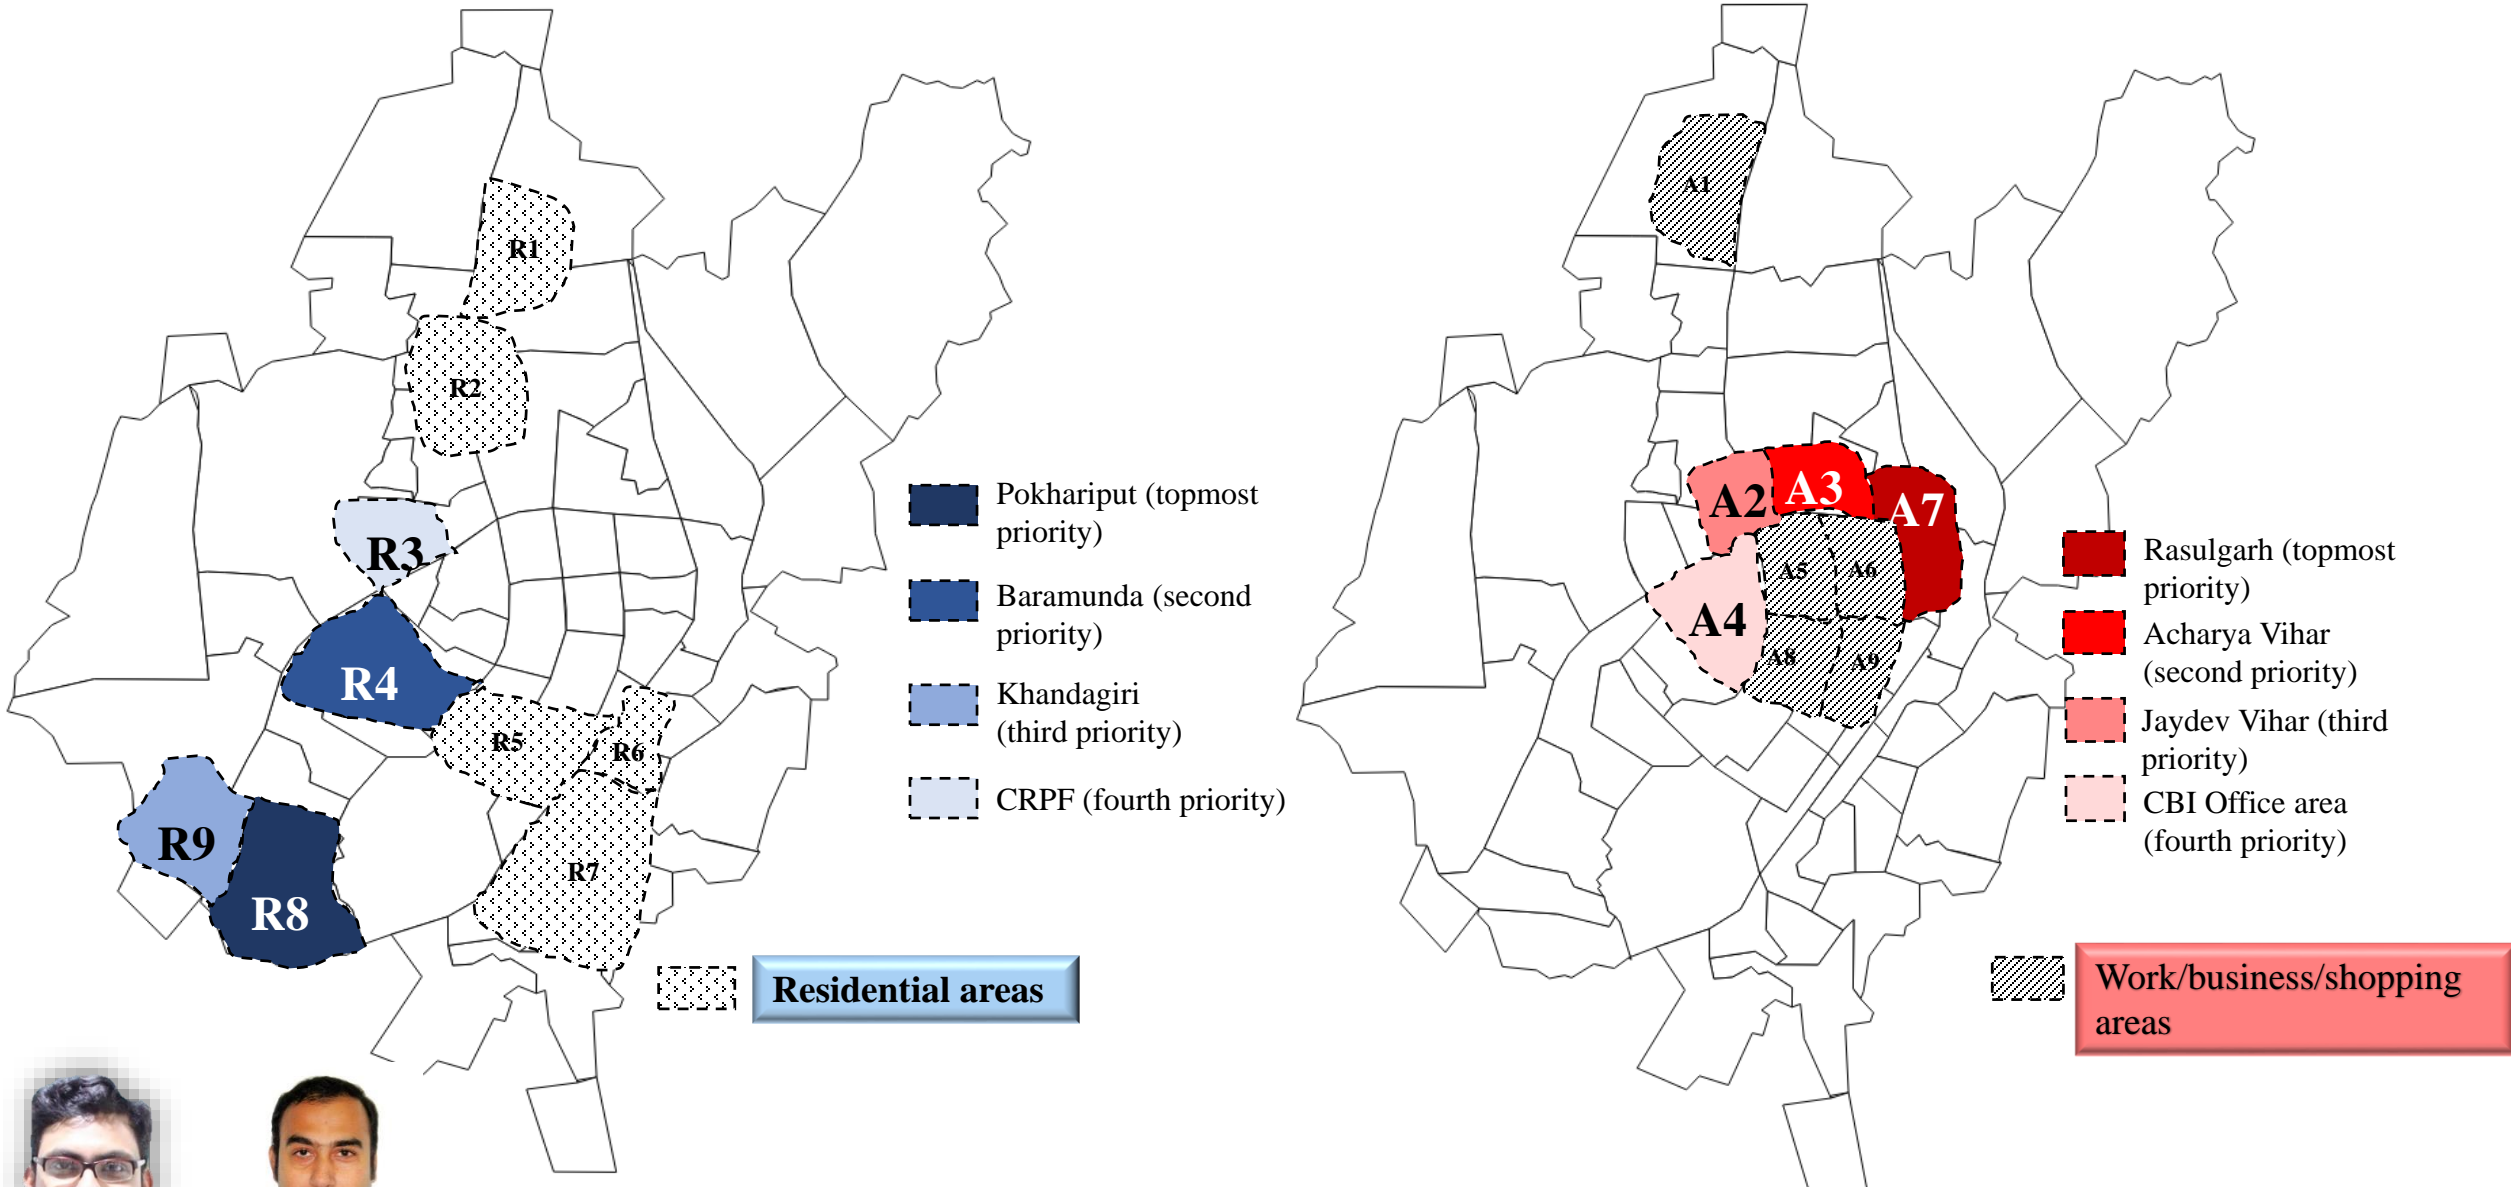 R1
R2
R3
R4
R5
R6
R7
R9
R8
Pokhariput (topmost
priority)
Baramunda (second
priority)
Khandagiri
(third priority)
CRPF (fourth priority)
Residential areas
A1
A2
A3
A7
A5
A6
A4
A8
A9
Rasulgarh (topmost
priority)
Acharya Vihar
(second priority)
Jaydev Vihar (third
priority)
CBI Office area
(fourth priority)
Work/business/shopping
areas